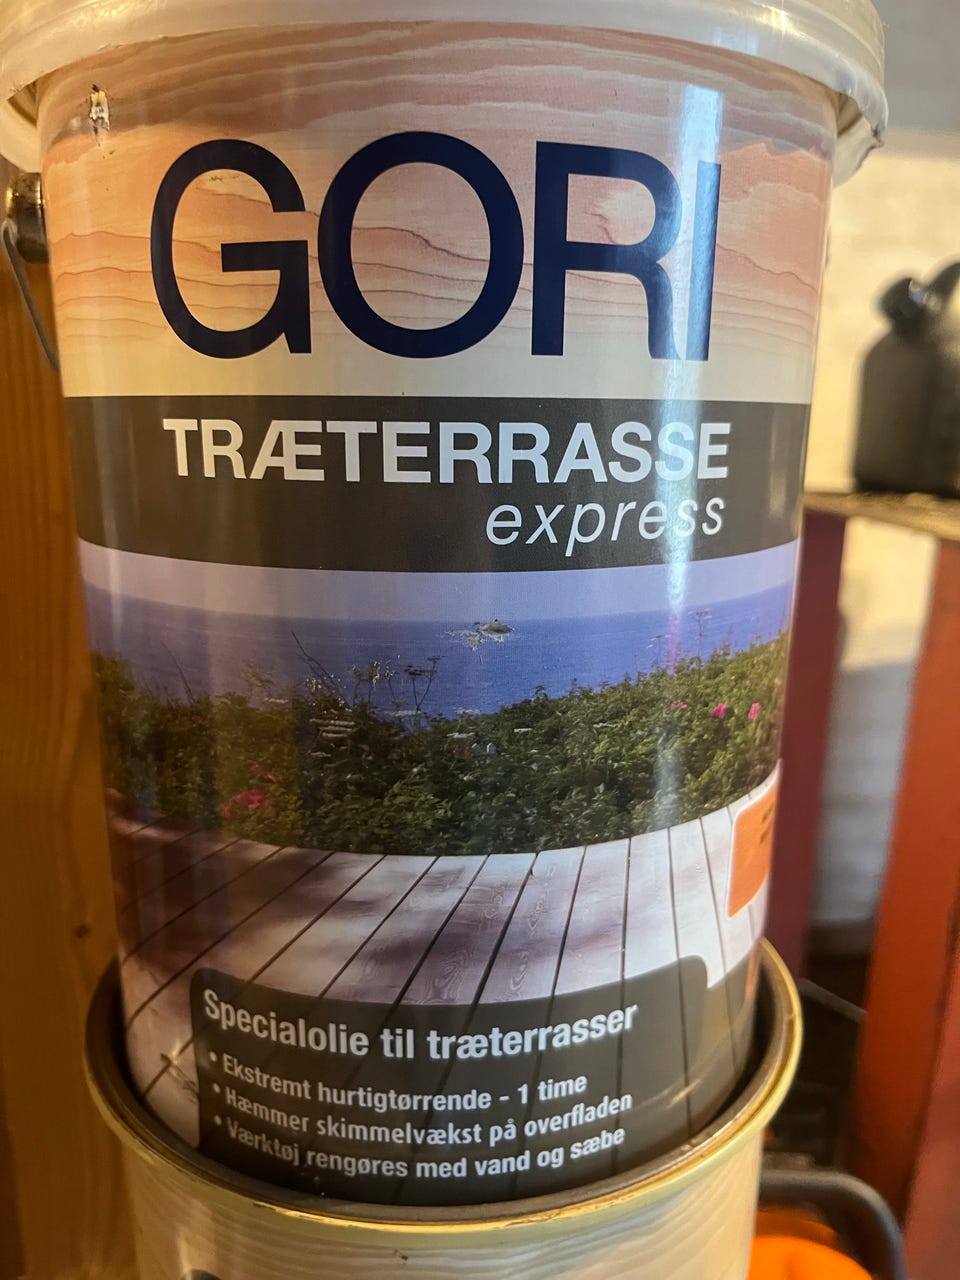 GORI
TRÆTERRASSE
express
Specialolie til træterrasser
• Ekstremt hurtigtørrende - 1 time
• Hæmmer skimmelvækst på overfladen
• Værktøj rengøres med vand og sæbe